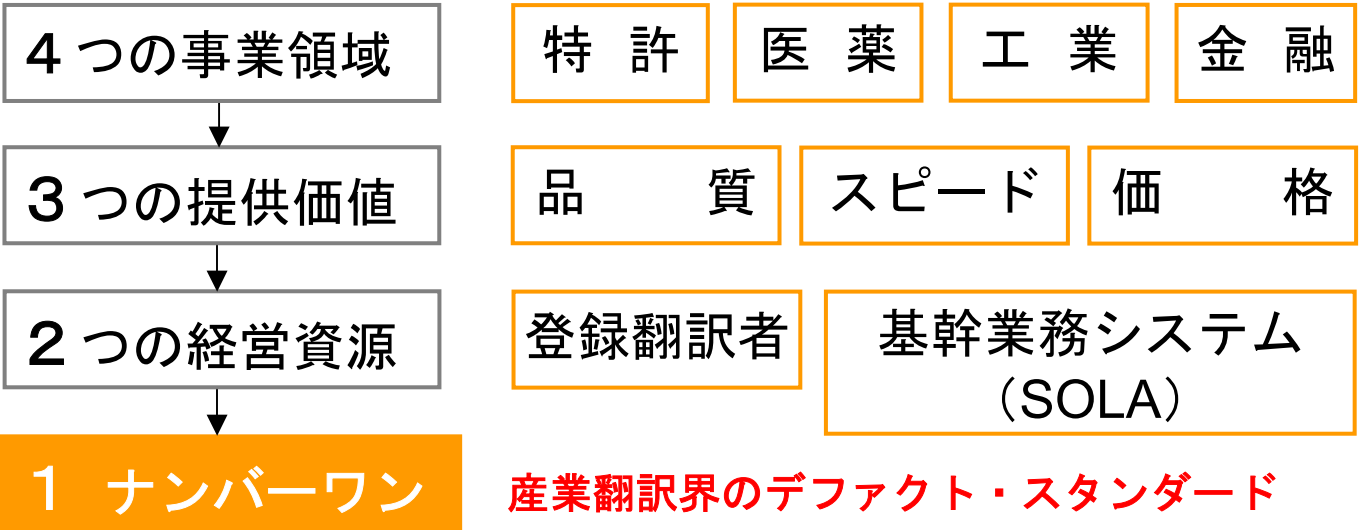 ４つの事業領域
特　許
医　薬
工　業
金　融
３つの提供価値
品　　質
スピード
価　　格
２つの経営資源
登録翻訳者
基幹業務システム
（SOLA）
１ ナンバーワン
産業翻訳界のデファクト・スタンダード